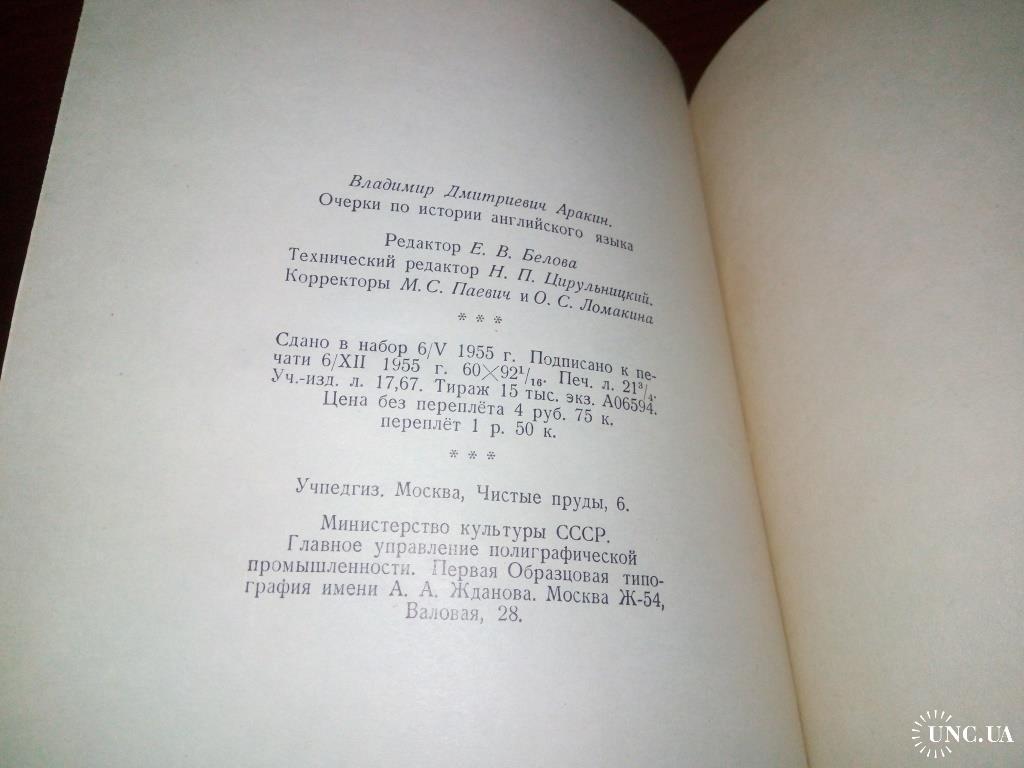 Владимир Дмитриевич Аракин.
Очерки по истории английского языка
Редактор Е. В. Белова
Технический редактор Н. П. Цирульницкий.
Корректоры М. С. Паевич и О. С. Ломакина
* * *
Сдано в набор 6/V 1955 г. Подписано к пе-
чати 6/XII 1955 г. 60×92¹/₁₆. Печ. л. 21³/₄.
Уч.-изд. л. 17,67. Тираж 15 тыс. экз. А06594.
Цена без переплёта 4 руб. 75 к.
переплёт 1 р. 50 к.
* * *
Учпедгиз. Москва, Чистые пруды, 6.
Министерство культуры СССР.
Главное управление полиграфической
промышленности. Первая Образцовая типо-
графия имени А. А. Жданова. Москва Ж-54,
Валовая, 28.
UNC.UA